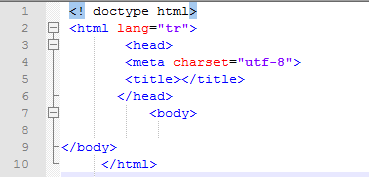 1 <! doctype html>
2 <html lang="tr">
3 <head>
4 <meta charset="utf-8">
5 <title></title>
6 </head>
7 <body>
8
9 </body>
10 </html>